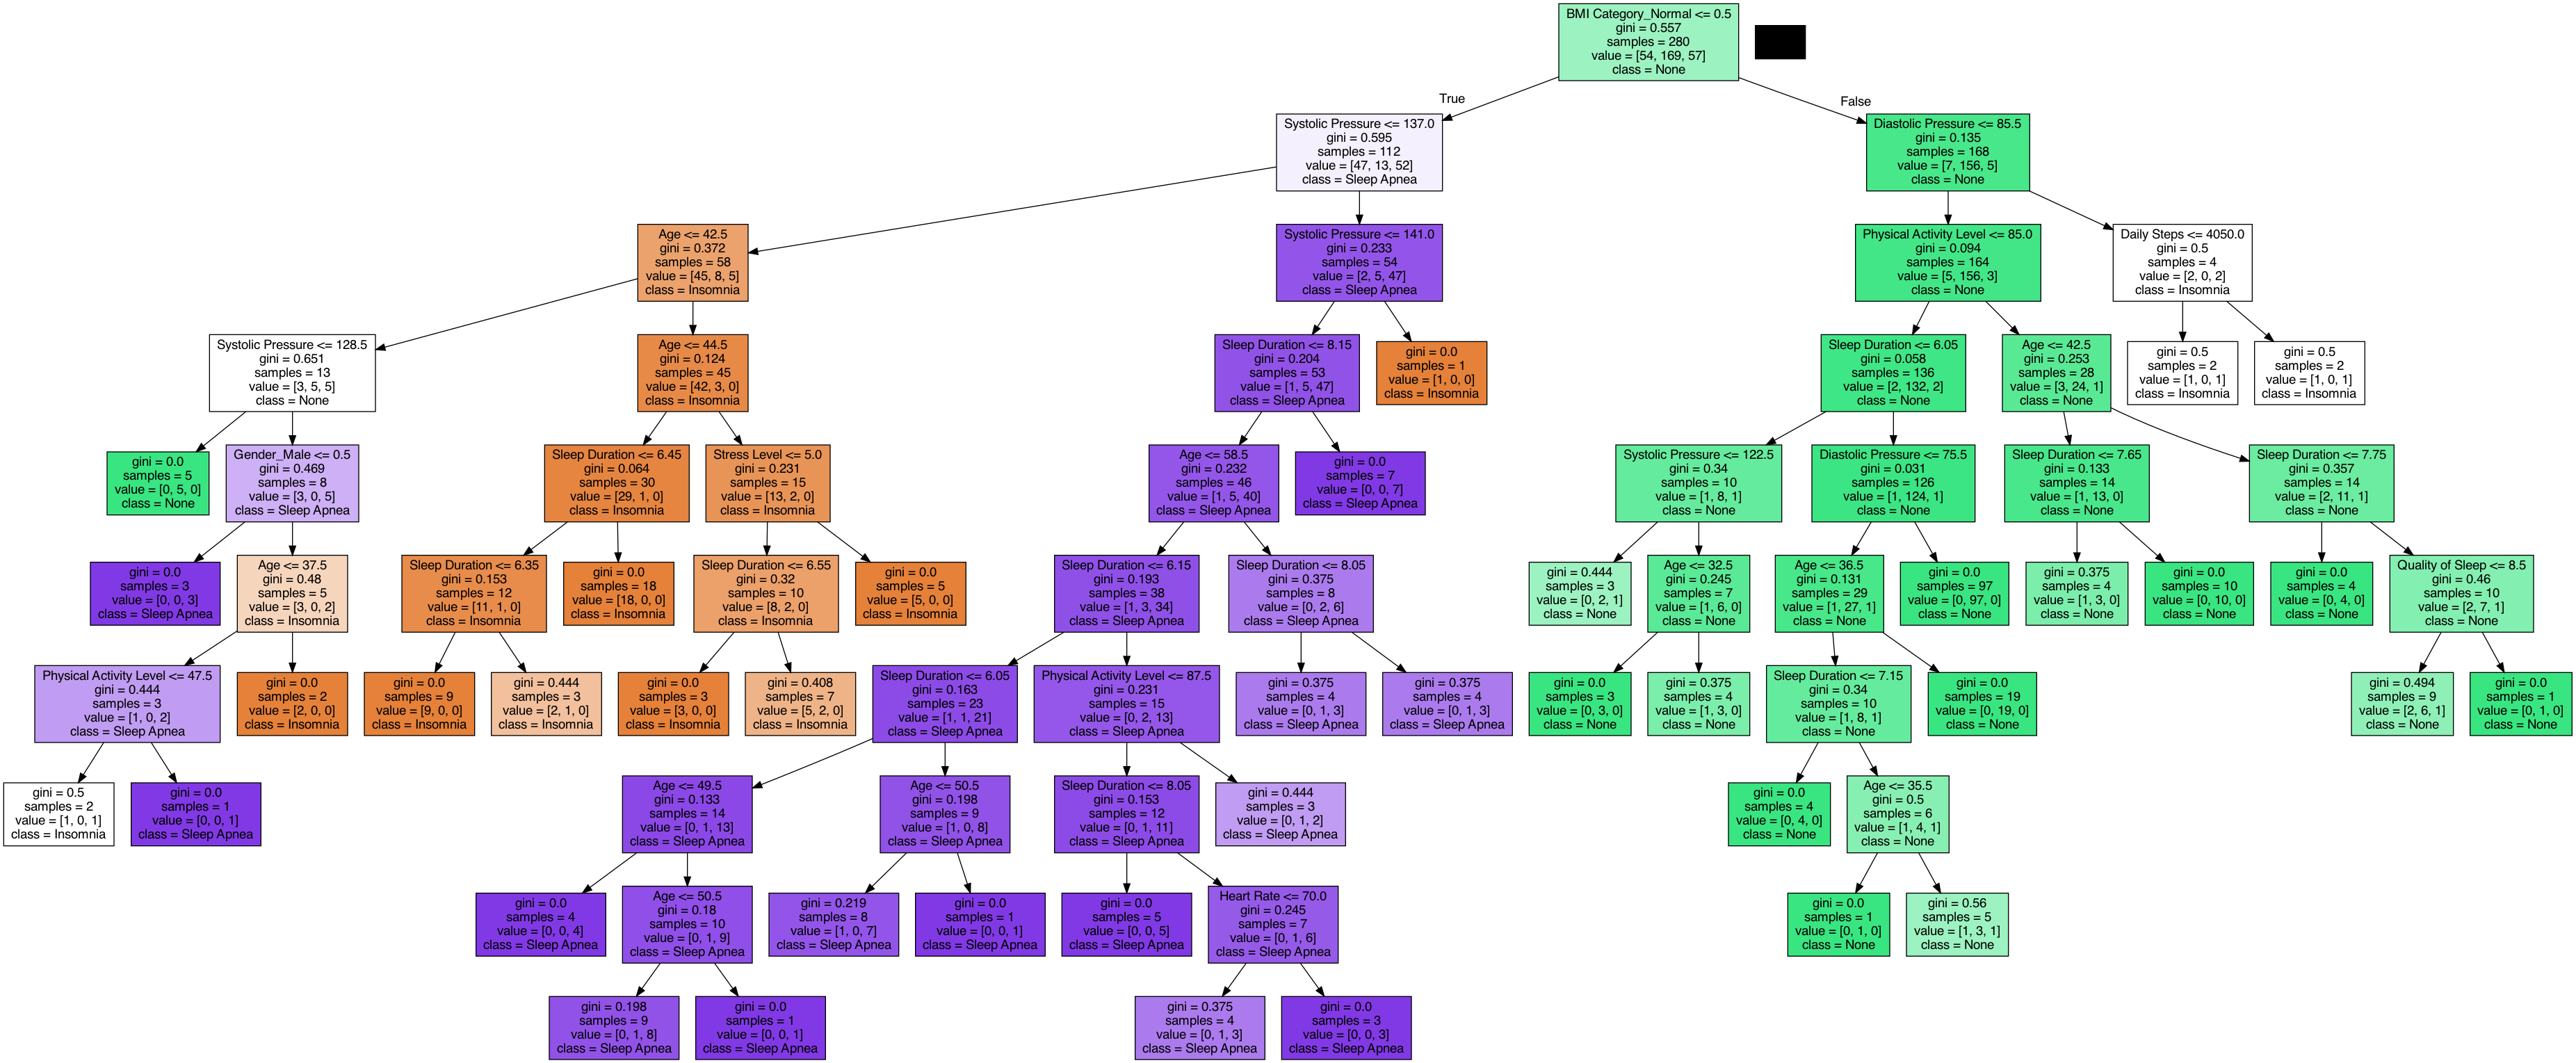 BMI Category_Normal <= 0.5
gini = 0.557
samples = 280
value = [54, 169, 57]
class = None
True
False
Systolic Pressure <= 137.0
gini = 0.595
samples = 112
value = [47, 13, 52]
class = Sleep Apnea
Diastolic Pressure <= 85.5
gini = 0.135
samples = 168
value = [7, 156, 5]
class = None
Age <= 42.5
gini = 0.372
samples = 58
value = [45, 8, 5]
class = Insomnia
Systolic Pressure <= 141.0
gini = 0.233
samples = 54
value = [2, 5, 47]
class = Sleep Apnea
Physical Activity Level <= 85.0
gini = 0.094
samples = 164
value = [5, 156, 3]
class = None
Daily Steps <= 4050.0
gini = 0.5
samples = 4
value = [2, 0, 2]
class = Insomnia
Systolic Pressure <= 128.5
gini = 0.651
samples = 13
value = [3, 5, 5]
class = None
Age <= 44.5
gini = 0.124
samples = 45
value = [42, 3, 0]
class = Insomnia
Sleep Duration <= 8.15
gini = 0.204
samples = 53
value = [1, 5, 47]
class = Sleep Apnea
gini = 0.0
samples = 1
value = [1, 0, 0]
class = Insomnia
Sleep Duration <= 6.05
gini = 0.058
samples = 136
value = [2, 132, 2]
class = None
Age <= 42.5
gini = 0.253
samples = 28
value = [3, 24, 1]
class = None
gini = 0.5
samples = 2
value = [1, 0, 1]
class = Insomnia
gini = 0.5
samples = 2
value = [1, 0, 1]
class = Insomnia
gini = 0.0
samples = 5
value = [0, 5, 0]
class = None
Gender_Male <= 0.5
gini = 0.469
samples = 8
value = [3, 0, 5]
class = Sleep Apnea
Sleep Duration <= 6.45
gini = 0.064
samples = 30
value = [29, 1, 0]
class = Insomnia
Stress Level <= 5.0
gini = 0.231
samples = 15
value = [13, 2, 0]
class = Insomnia
Age <= 58.5
gini = 0.232
samples = 46
value = [1, 5, 40]
class = Sleep Apnea
gini = 0.0
samples = 7
value = [0, 0, 7]
class = Sleep Apnea
Systolic Pressure <= 122.5
gini = 0.34
samples = 10
value = [1, 8, 1]
class = None
Diastolic Pressure <= 75.5
gini = 0.031
samples = 126
value = [1, 124, 1]
class = None
Sleep Duration <= 7.65
gini = 0.133
samples = 14
value = [1, 13, 0]
class = None
Sleep Duration <= 7.75
gini = 0.357
samples = 14
value = [2, 11, 1]
class = None
gini = 0.0
samples = 3
value = [0, 0, 3]
class = Sleep Apnea
Age <= 37.5
gini = 0.48
samples = 5
value = [3, 0, 2]
class = Insomnia
Sleep Duration <= 6.35
gini = 0.153
samples = 12
value = [11, 1, 0]
class = Insomnia
gini = 0.0
samples = 18
value = [18, 0, 0]
class = Insomnia
Sleep Duration <= 6.55
gini = 0.32
samples = 10
value = [8, 2, 0]
class = Insomnia
gini = 0.0
samples = 5
value = [5, 0, 0]
class = Insomnia
Sleep Duration <= 6.15
gini = 0.193
samples = 38
value = [1, 3, 34]
class = Sleep Apnea
Sleep Duration <= 8.05
gini = 0.375
samples = 8
value = [0, 2, 6]
class = Sleep Apnea
gini = 0.444
samples = 3
value = [0, 2, 1]
class = None
Age <= 32.5
gini = 0.245
samples = 7
value = [1, 6, 0]
class = None
Age <= 36.5
gini = 0.131
samples = 29
value = [1, 27, 1]
class = None
gini = 0.0
samples = 97
value = [0, 97, 0]
class = None
gini = 0.375
samples = 4
value = [1, 3, 0]
class = None
gini = 0.0
samples = 10
value = [0, 10, 0]
class = None
gini = 0.0
samples = 4
value = [0, 4, 0]
class = None
Quality of Sleep <= 8.5
gini = 0.46
samples = 10
value = [2, 7, 1]
class = None
Physical Activity Level <= 47.5
gini = 0.444
samples = 3
value = [1, 0, 2]
class = Sleep Apnea
gini = 0.0
samples = 2
value = [2, 0, 0]
class = Insomnia
gini = 0.0
samples = 9
value = [9, 0, 0]
class = Insomnia
gini = 0.444
samples = 3
value = [2, 1, 0]
class = Insomnia
gini = 0.0
samples = 3
value = [3, 0, 0]
class = Insomnia
gini = 0.408
samples = 7
value = [5, 2, 0]
class = Insomnia
Sleep Duration <= 6.05
gini = 0.163
samples = 23
value = [1, 1, 21]
class = Sleep Apnea
Physical Activity Level <= 87.5
gini = 0.231
samples = 15
value = [0, 2, 13]
class = Sleep Apnea
gini = 0.375
samples = 4
value = [0, 1, 3]
class = Sleep Apnea
gini = 0.375
samples = 4
value = [0, 1, 3]
class = Sleep Apnea
gini = 0.0
samples = 3
value = [0, 3, 0]
class = None
gini = 0.375
samples = 4
value = [1, 3, 0]
class = None
Sleep Duration <= 7.15
gini = 0.34
samples = 10
value = [1, 8, 1]
class = None
gini = 0.0
samples = 19
value = [0, 19, 0]
class = None
gini = 0.494
samples = 9
value = [2, 6, 1]
class = None
gini = 0.0
samples = 1
value = [0, 1, 0]
class = None
gini = 0.5
samples = 2
value = [1, 0, 1]
class = Insomnia
gini = 0.0
samples = 1
value = [0, 0, 1]
class = Sleep Apnea
Age <= 49.5
gini = 0.133
samples = 14
value = [0, 1, 13]
class = Sleep Apnea
Age <= 50.5
gini = 0.198
samples = 9
value = [1, 0, 8]
class = Sleep Apnea
Sleep Duration <= 8.05
gini = 0.153
samples = 12
value = [0, 1, 11]
class = Sleep Apnea
gini = 0.444
samples = 3
value = [0, 1, 2]
class = Sleep Apnea
gini = 0.0
samples = 4
value = [0, 4, 0]
class = None
Age <= 35.5
gini = 0.5
samples = 6
value = [1, 4, 1]
class = None
gini = 0.0
samples = 4
value = [0, 0, 4]
class = Sleep Apnea
Age <= 50.5
gini = 0.18
samples = 10
value = [0, 1, 9]
class = Sleep Apnea
gini = 0.219
samples = 8
value = [1, 0, 7]
class = Sleep Apnea
gini = 0.0
samples = 1
value = [0, 0, 1]
class = Sleep Apnea
gini = 0.0
samples = 5
value = [0, 0, 5]
class = Sleep Apnea
Heart Rate <= 70.0
gini = 0.245
samples = 7
value = [0, 1, 6]
class = Sleep Apnea
gini = 0.0
samples = 1
value = [0, 1, 0]
class = None
gini = 0.56
samples = 5
value = [1, 3, 1]
class = None
gini = 0.198
samples = 9
value = [0, 1, 8]
class = Sleep Apnea
gini = 0.0
samples = 1
value = [0, 0, 1]
class = Sleep Apnea
gini = 0.375
samples = 4
value = [0, 1, 3]
class = Sleep Apnea
gini = 0.0
samples = 3
value = [0, 0, 3]
class = Sleep Apnea